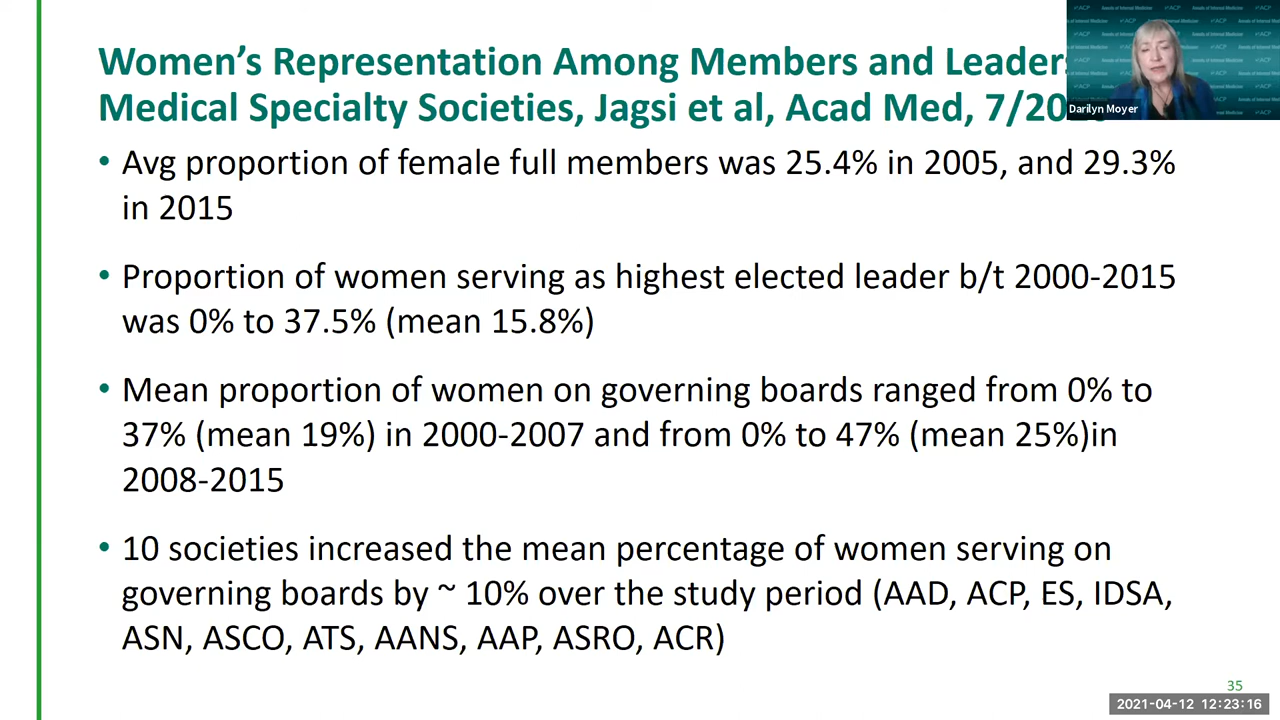 Women's Representation Among Members and Leaders
Medical Specialty Societies, Jagsi et al, Acad Med, 7/20
• Avg proportion of female full members was 25.4% in 2005, and 29.3%
in 2015
• Proportion of women serving as highest elected leader b/t 2000-2015
was 0% to 37.5% (mean 15.8%)
• Mean proportion of women on governing boards ranged from 0% to
37% (mean 19%) in 2000-2007 and from 0% to 47% (mean 25%)in
2008-2015
• 10 societies increased the mean percentage of women serving on
governing boards by ~ 10% over the study period (AAD, ACP, ES, IDSA,
ASN, ASCO, ATS, AANS, AAP, ASRO, ACR)
ACP
Annals of Internal Medicine
Darilyn Moyer
35
2021-04-12 12:23:16